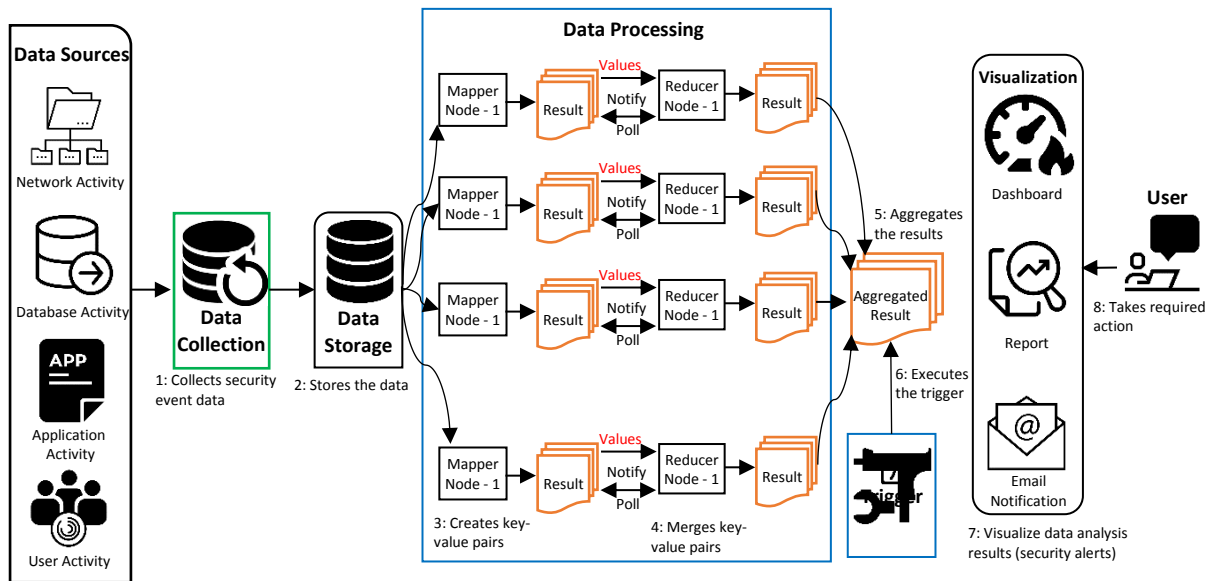 Data Sources
Network Activity
Database Activity
APP
Application
Activity
User Activity
Data
Collection
1: Collects security
event data
Data
Storage
2: Stores the data
Data Processing
Mapper
Node - 1
Result
Values
Notify
Poll
Reducer
Node - 1
Result
Mapper
Node - 1
Result
Values
Notify
Poll
Reducer
Node - 1
Result
Mapper
Node - 1
Result
Values
Notify
Poll
Reducer
Node - 1
Result
Mapper
Node - 1
Result
Values
Notify
Poll
Reducer
Node - 1
Result
3: Creates key-
value pairs
4: Merges key-
value pairs
5: Aggregates
the results
Aggregated
Result
6: Executes
the trigger
Trigger
Visualization
Dashboard
Report
@
Email
Notification
7: Visualize data analysis
results (security alerts)
User
8: Takes required
action